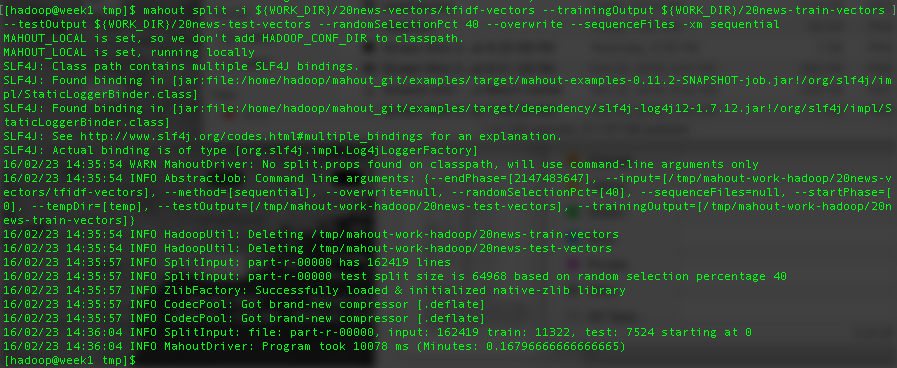 [hadoop@week1 tmp]$ mahout split -i ${WORK_DIR}/20news-vectors/tfidf-vectors --trainingOutput ${WORK_DIR}/20news-train-vectors ]
--testOutput ${WORK_DIR}/20news-test-vectors --randomSelectionPct 40 --overwrite --sequenceFiles -xm sequential
MAHOUT_LOCAL is set, so we don't add HADOOP_CONF_DIR to classpath.
MAHOUT_LOCAL is set, running locally
SLF4J: Class path contains multiple SLF4J bindings.
SLF4J: Found binding in [jar:file:/home/hadoop/mahout_git/examples/target/mahout-examples-0.11.2-SNAPSHOT-job.jar!/org/slf4j/im
pl/StaticLoggerBinder.class]
SLF4J: Found binding in [jar:file:/home/hadoop/mahout_git/examples/target/dependency/slf4j-log4j12-1.7.12.jar!/org/slf4j/impl/S
taticLoggerBinder.class]
SLF4J: See http://www.slf4j.org/codes.html#multiple_bindings for an explanation.
SLF4J: Actual binding is of type [org.slf4j.impl.Log4jLoggerFactory]
16/02/23 14:35:54 WARN MahoutDriver: No split.props found on classpath, will use command-line arguments only
16/02/23 14:35:54 INFO AbstractJob: Command line arguments: {--endPhase=[2147483647], --input=[/tmp/mahout-work-hadoop/20news-v
ectors/tfidf-vectors], --method=[sequential], --overwrite=null, --randomSelectionPct=[40], --sequenceFiles=null, --startPhase=[
0], --tempDir=[temp], --testOutput=[/tmp/mahout-work-hadoop/20news-test-vectors], --trainingOutput=[/tmp/mahout-work-hadoop/20n
ews-train-vectors]}
16/02/23 14:35:54 INFO HadoopUtil: Deleting /tmp/mahout-work-hadoop/20news-train-vectors
16/02/23 14:35:54 INFO HadoopUtil: Deleting /tmp/mahout-work-hadoop/20news-test-vectors
16/02/23 14:35:57 INFO SplitInput: part-r-00000 has 162419 lines
16/02/23 14:35:57 INFO SplitInput: part-r-00000 test split size is 64968 based on random selection percentage 40
16/02/23 14:35:57 INFO ZlibFactory: Successfully loaded & initialized native-zlib library
16/02/23 14:35:57 INFO CodecPool: Got brand-new compressor [.deflate]
16/02/23 14:35:57 INFO CodecPool: Got brand-new compressor [.deflate]
16/02/23 14:36:04 INFO SplitInput: file: part-r-00000, input: 162419 train: 11322, test: 7524 starting at 0
16/02/23 14:36:04 INFO MahoutDriver: Program took 10078 ms (Minutes: 0.16796666666666665)
[hadoop@week1 tmp]$